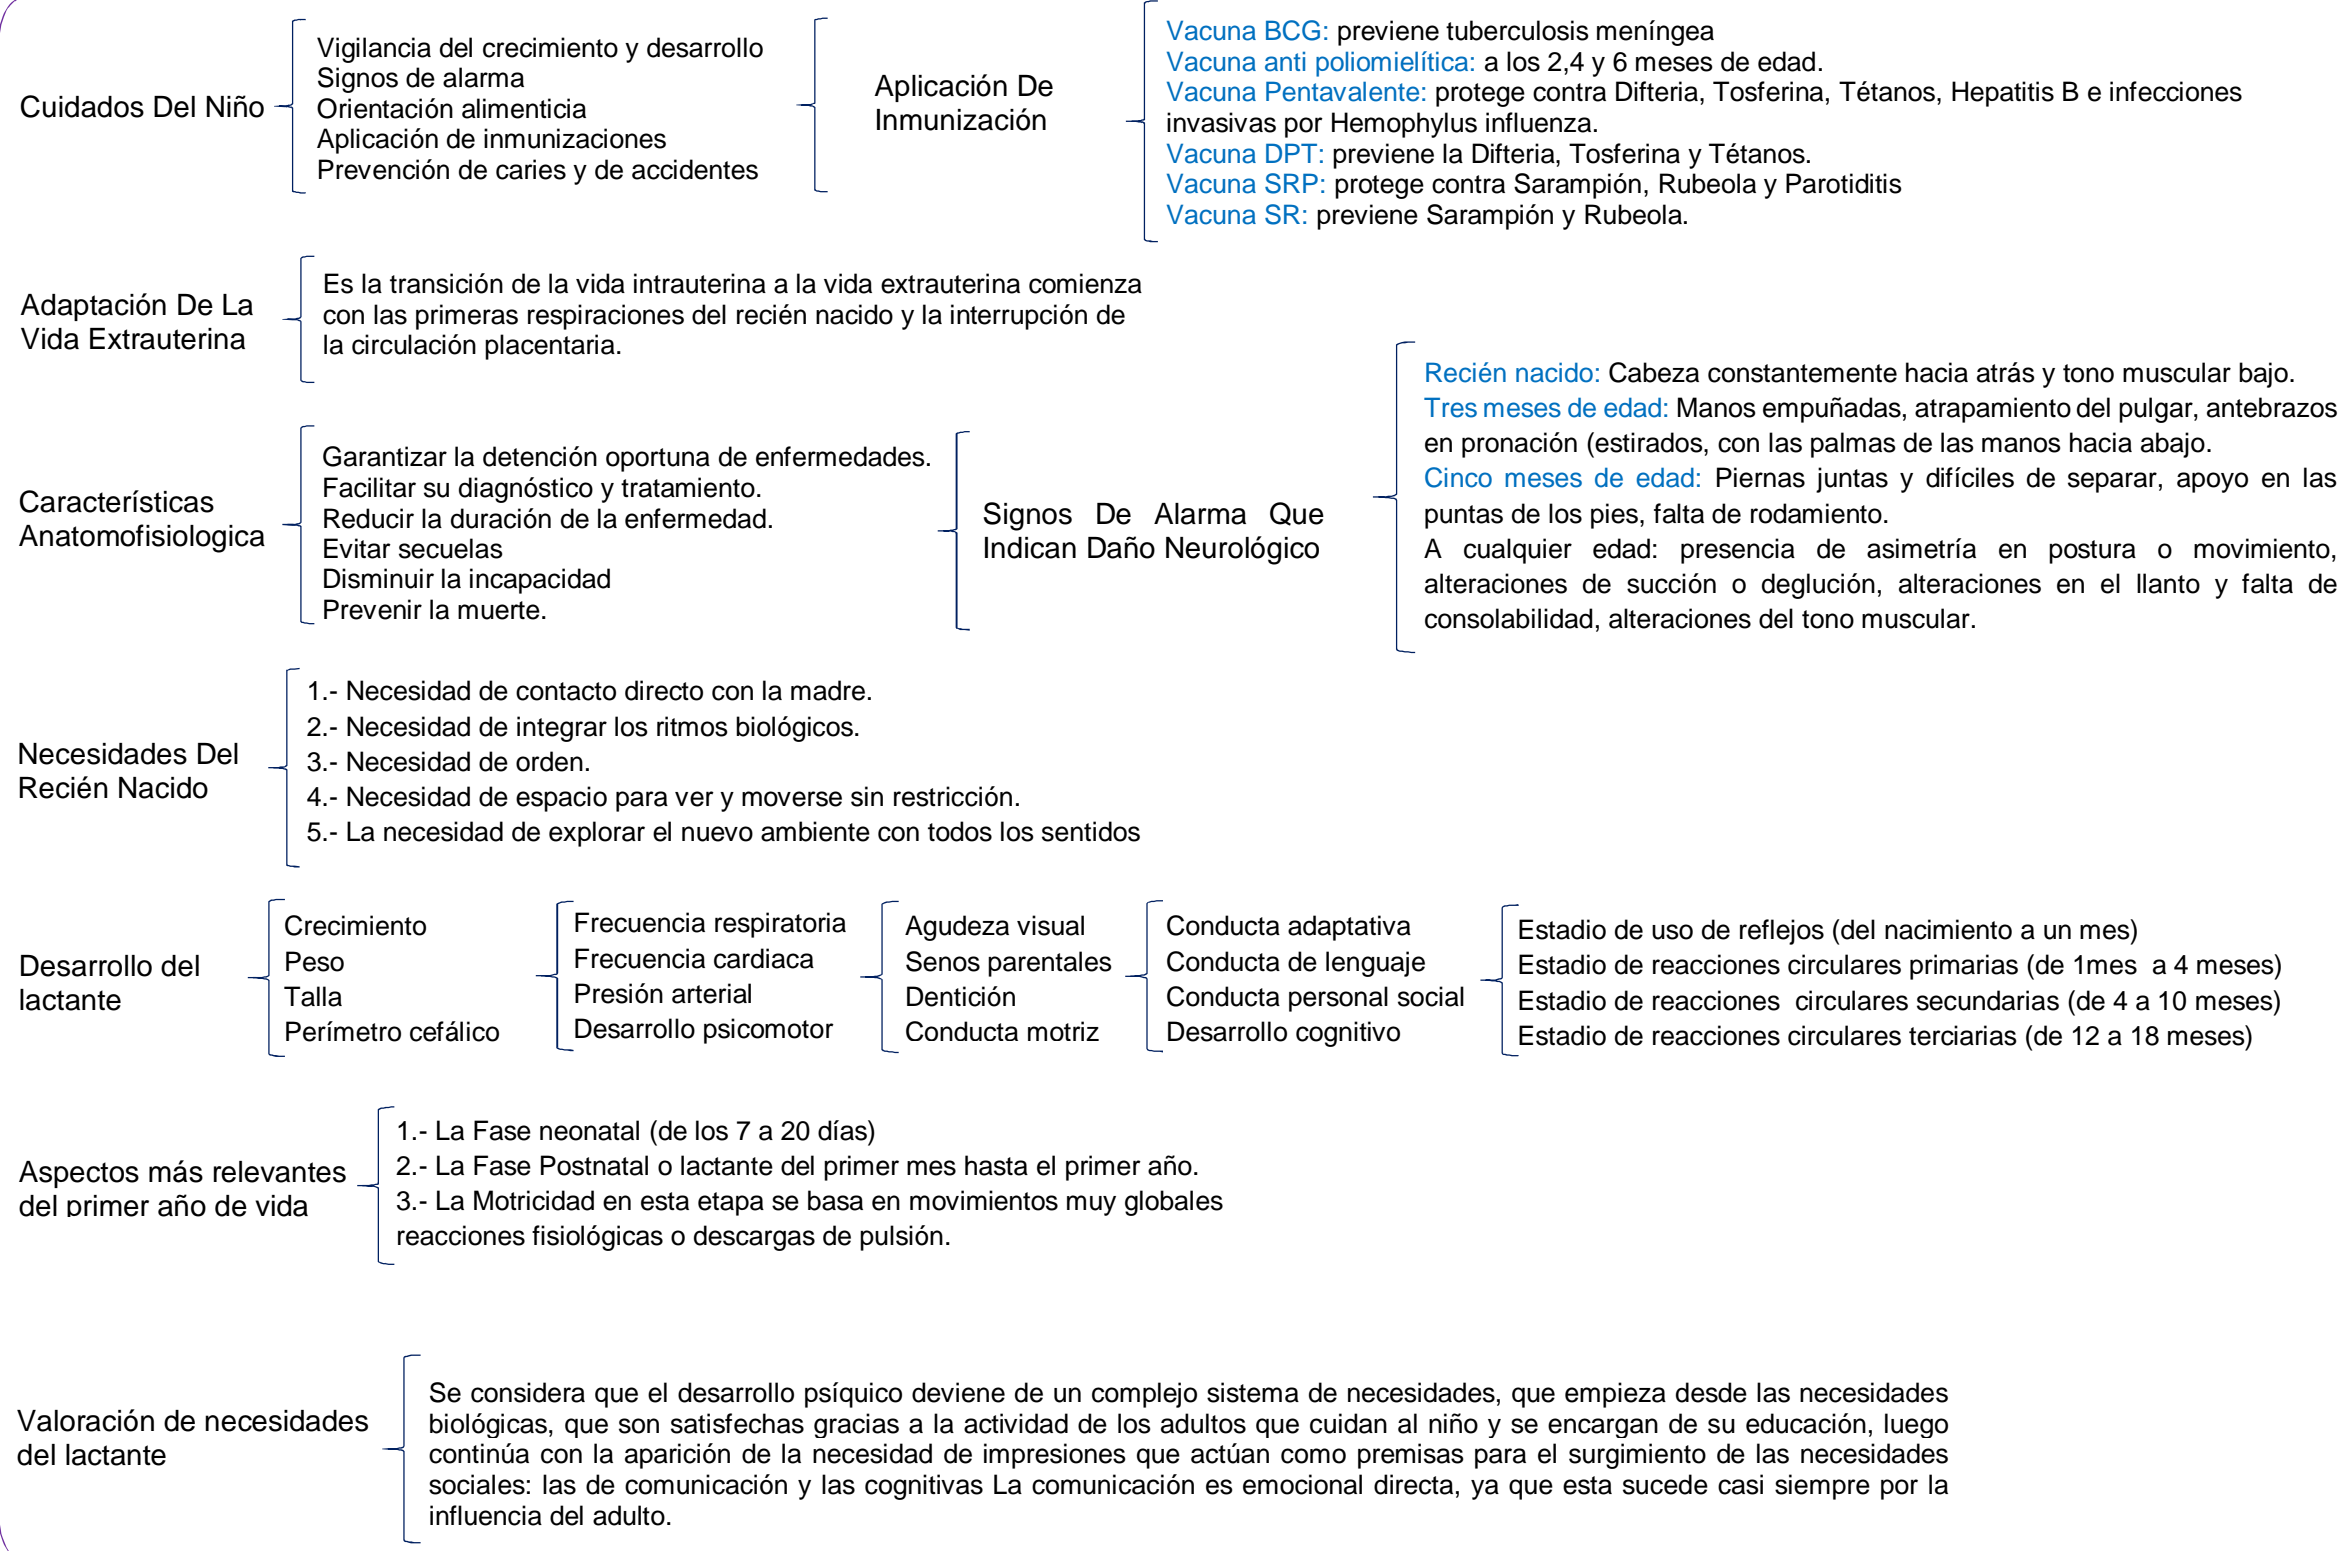 Cuidados Del Niño
Vigilancia del crecimiento y desarrollo
Signos de alarma
Orientación alimenticia
Aplicación de inmunizaciones
Prevención de caries y de accidentes
Aplicación De
Inmunización
Vacuna BCG: previene tuberculosis meníngea
Vacuna anti poliomielítica: a los 2,4 y 6 meses de edad.
Vacuna Pentavalente: protege contra Difteria, Tosferina, Tétanos, Hepatitis B e infecciones
invasivas por Hemophylus influenza.
Vacuna DPT: previene la Difteria, Tosferina y Tétanos.
Vacuna SRP: protege contra Sarampión, Rubeola y Parotiditis
Vacuna SR: previene Sarampión y Rubeola.
Adaptación De La
Vida Extrauterina
Es la transición de la vida intrauterina a la vida extrauterina comienza
con las primeras respiraciones del recién nacido y la interrupción de
la circulación placentaria.
Características
Anatomofisiologica
Garantizar la detención oportuna de enfermedades.
Facilitar su diagnóstico y tratamiento.
Reducir la duración de la enfermedad.
Evitar secuelas
Disminuir la incapacidad
Prevenir la muerte.
Signos De Alarma Que
Indican Daño Neurológico
Recién nacido: Cabeza constantemente hacia atrás y tono muscular bajo.
Tres meses de edad: Manos empuñadas, atrapamiento del pulgar, antebrazos
en pronación (estirados, con las palmas de las manos hacia abajo.
Cinco meses de edad: Piernas juntas y difíciles de separar, apoyo en las
puntas de los pies, falta de rodamiento.
A cualquier edad: presencia de asimetría en postura o movimiento,
alteraciones de succión o deglución, alteraciones en el llanto y falta de
consolabilidad, alteraciones del tono muscular.
Necesidades Del
Recién Nacido
1.- Necesidad de contacto directo con la madre.
2.- Necesidad de integrar los ritmos biológicos.
3.- Necesidad de orden.
4.- Necesidad de espacio para ver y moverse sin restricción.
5.- La necesidad de explorar el nuevo ambiente con todos los sentidos
Desarrollo del
lactante
Crecimiento
Peso
Talla
Perímetro cefálico
Frecuencia respiratoria
Frecuencia cardiaca
Presión arterial
Desarrollo psicomotor
Agudeza visual
Senos parentales
Dentición
Conducta motriz
Conducta adaptativa
Conducta de lenguaje
Conducta personal social
Desarrollo cognitivo
Estadio de uso de reflejos (del nacimiento a un mes)
Estadio de reacciones circulares primarias (de 1mes a 4 meses)
Estadio de reacciones circulares secundarias (de 4 a 10 meses)
Estadio de reacciones circulares terciarias (de 12 a 18 meses)
Aspectos más relevantes
del primer año de vida
1.- La Fase neonatal (de los 7 a 20 días)
2.- La Fase Postnatal o lactante del primer mes hasta el primer año.
3.- La Motricidad en esta etapa se basa en movimientos muy globales
reacciones fisiológicas o descargas de pulsión.
Valoración de necesidades
del lactante
Se considera que el desarrollo psíquico deviene de un complejo sistema de necesidades, que empieza desde las necesidades
biológicas, que son satisfechas gracias a la actividad de los adultos que cuidan al niño y se encargan de su educación, luego
continúa con la aparición de la necesidad de impresiones que actúan como premisas para el surgimiento de las necesidades
sociales: las de comunicación y las cognitivas La comunicación es emocional directa, ya que esta sucede casi siempre por la
influencia del adulto.